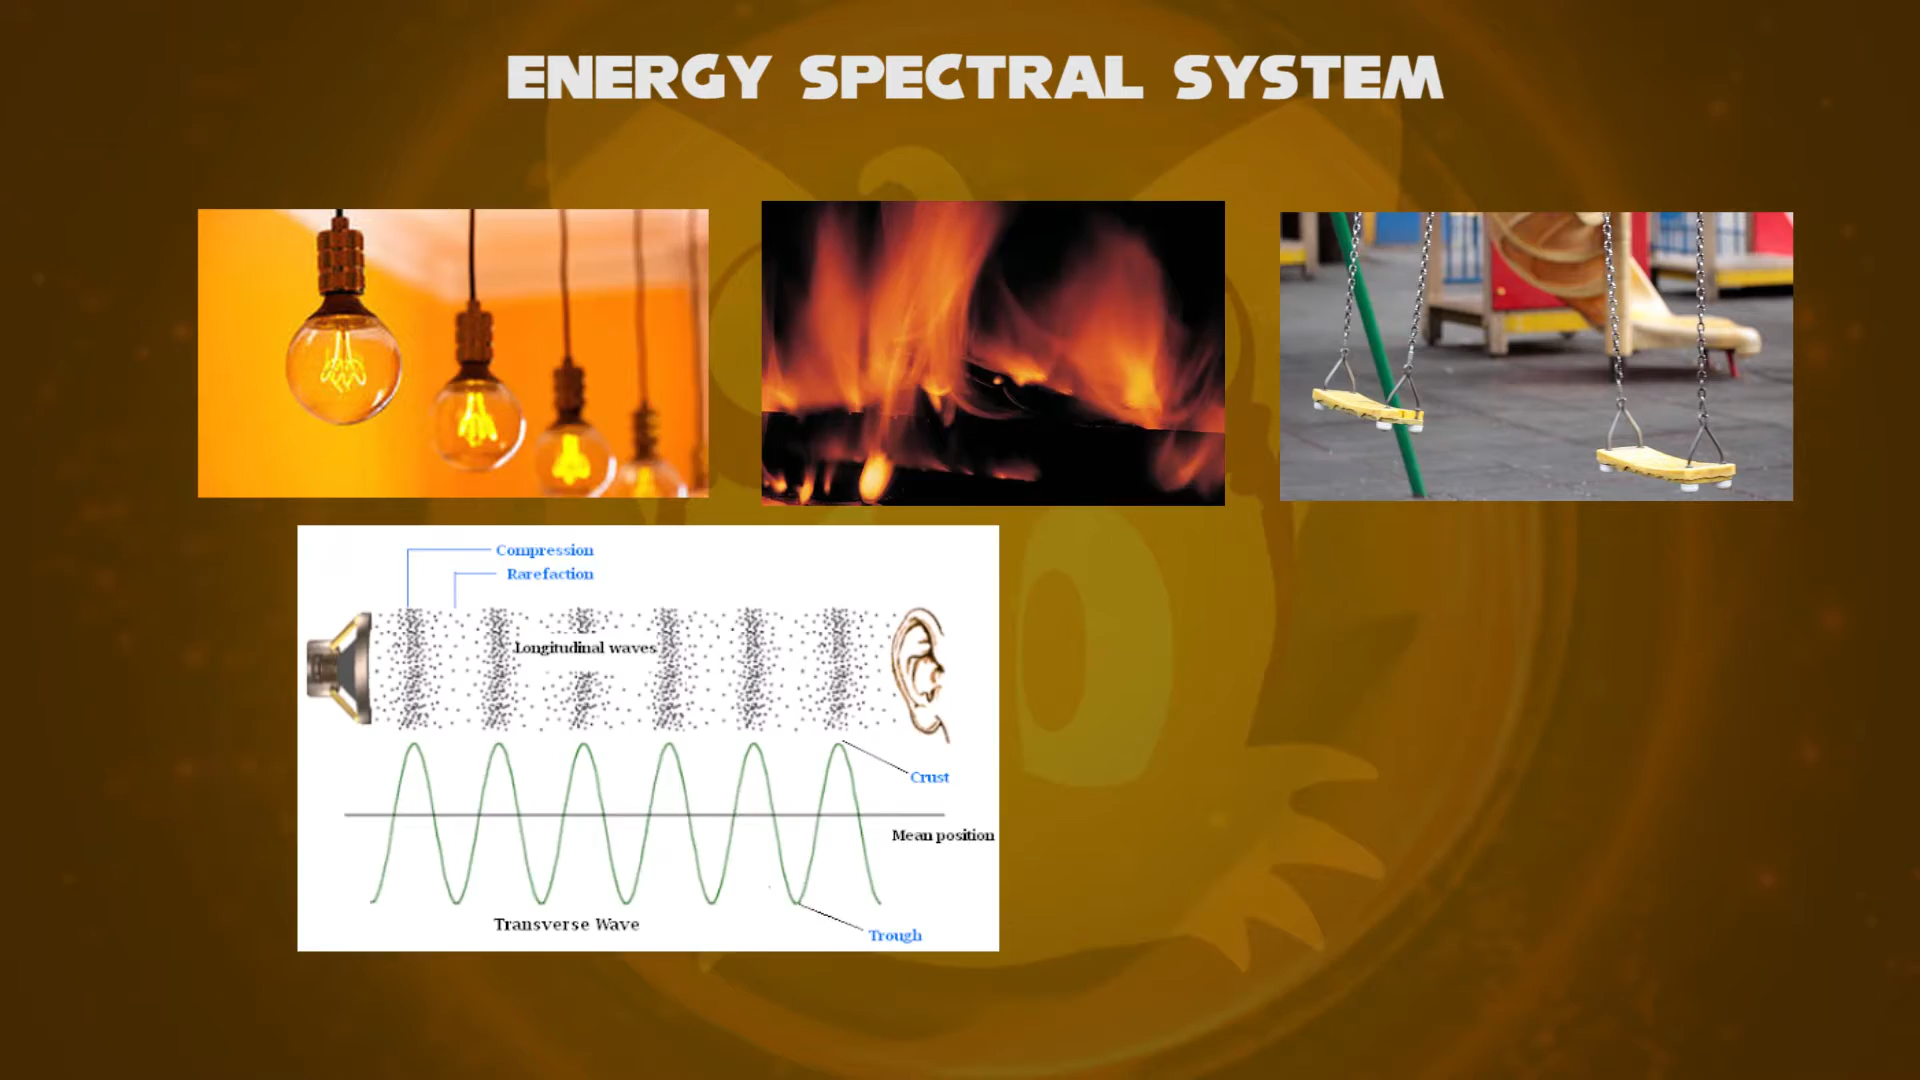 ENERGY SPECTRAL SYSTEM
Compression
Rarefaction
Longitudinal waves
Crust
Mean position
Transverse Wave
Trough